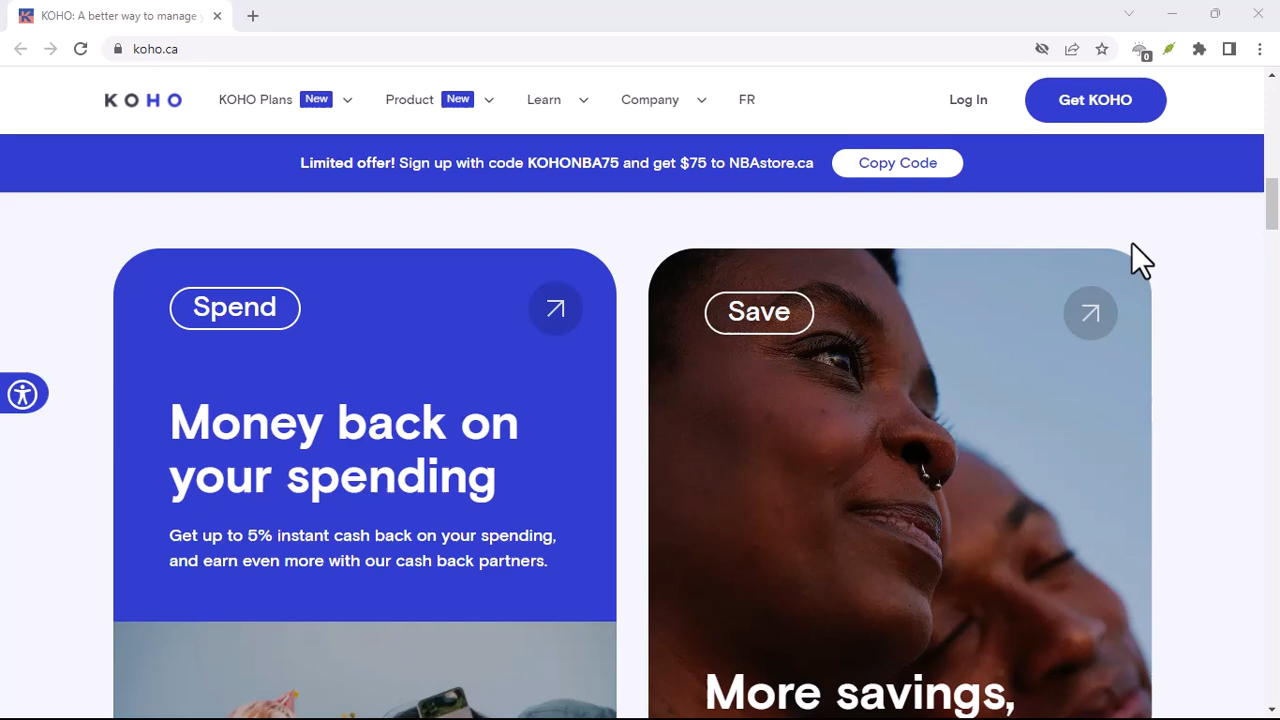 KOHO: A better way to manage
koho.ca
0
KOHO
KOHO Plans New
Product New
Learn
Company
FR
Log In
Get KOHO
Limited offer! Sign up with code KOHONBA75 and get $75 to NBAstore.ca
Copy Code
Spend
Money back on
your spending
Get up to 5% instant cash back on your spending,
and earn even more with our cash back partners.
Save
More savings,